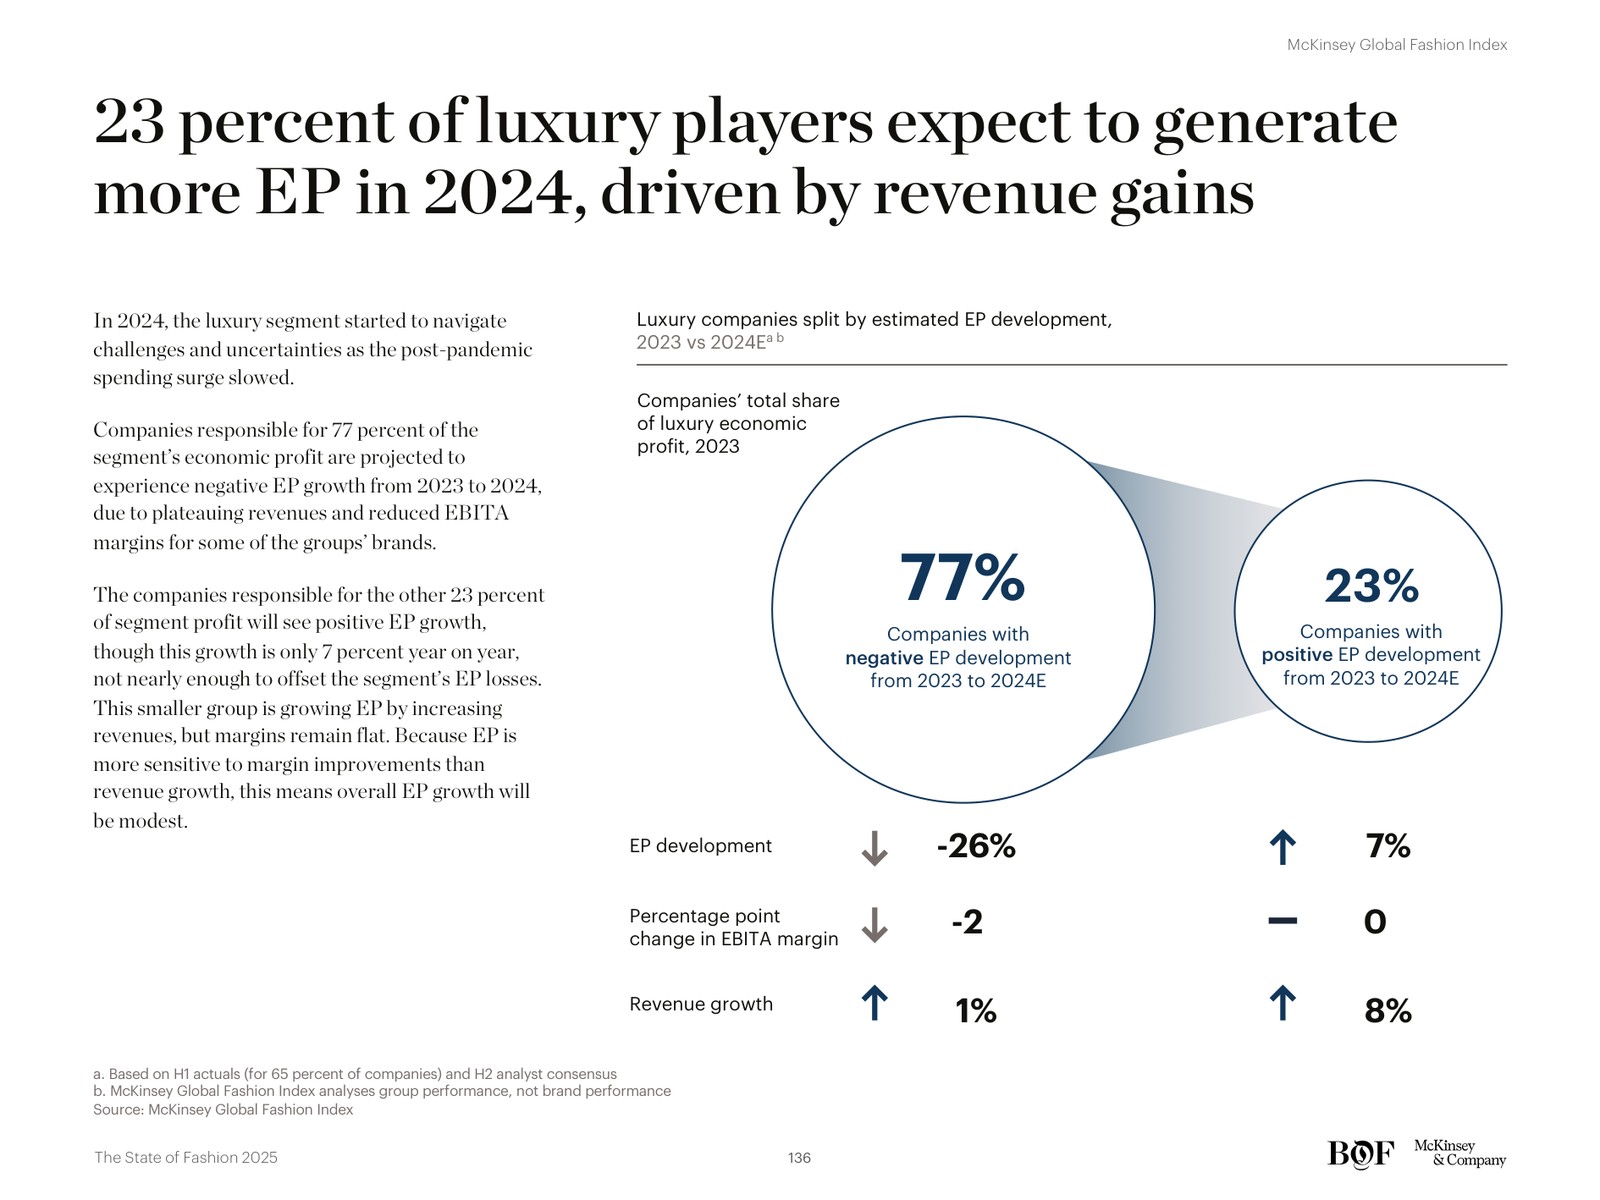 McKinsey Global Fashion Index
23 percent of luxury players expect to generate
more EP in 2024, driven by revenue gains
In 2024, the luxury segment started to navigate
challenges and uncertainties as the post-pandemic
spending surge slowed.
Companies responsible for 77 percent of the
segment’s economic profit are projected to
experience negative EP growth from 2023 to 2024,
due to plateauing revenues and reduced EBITA
margins for some of the groups’ brands.
The companies responsible for the other 23 percent
of segment profit will see positive EP growth,
though this growth is only 7 percent year on year,
not nearly enough to offset the segment’s EP losses.
This smaller group is growing EP by increasing
revenues, but margins remain flat. Because EP is
more sensitive to margin improvements than
revenue growth, this means overall EP growth will
be modest.
Luxury companies split by estimated EP development,
2023 vs 2024Eᵃ ᵇ
Companies’ total share
of luxury economic
profit, 2023
77%
Companies with
negative EP development
from 2023 to 2024E
23%
Companies with
positive EP development
from 2023 to 2024E
EP development ↓ -26% ↑ 7%
Percentage point
change in EBITA margin ↓ -2 — 0
Revenue growth ↑ 1% ↑ 8%
a. Based on H1 actuals (for 65 percent of companies) and H2 analyst consensus
b. McKinsey Global Fashion Index analyses group performance, not brand performance
Source: McKinsey Global Fashion Index
The State of Fashion 2025
136
BOF
McKinsey
& Company